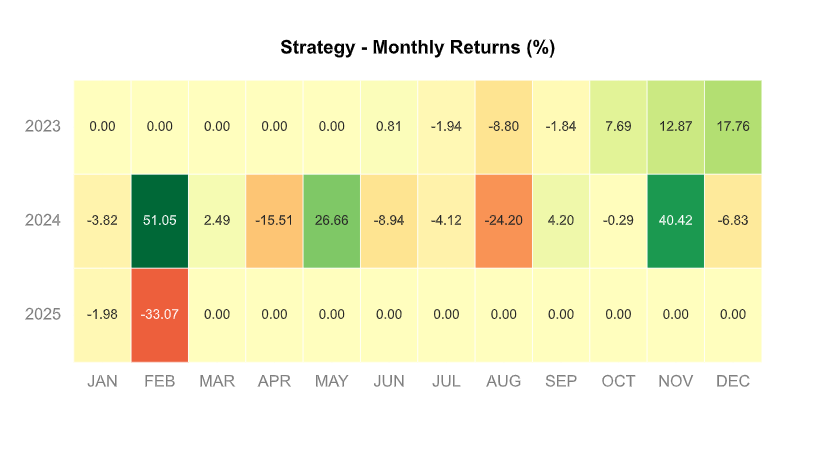 Strategy - Monthly Returns (%)
2023 0.00 0.00 0.00 0.00 0.00 0.81 -1.94 -8.80 -1.84 7.69 12.87 17.76
2024 -3.82 51.05 2.49 -15.51 26.66 -8.94 -4.12 -24.20 4.20 -0.29 40.42 -6.83
2025 -1.98 -33.07 0.00 0.00 0.00 0.00 0.00 0.00 0.00 0.00 0.00 0.00
JAN FEB MAR APR MAY JUN JUL AUG SEP OCT NOV DEC